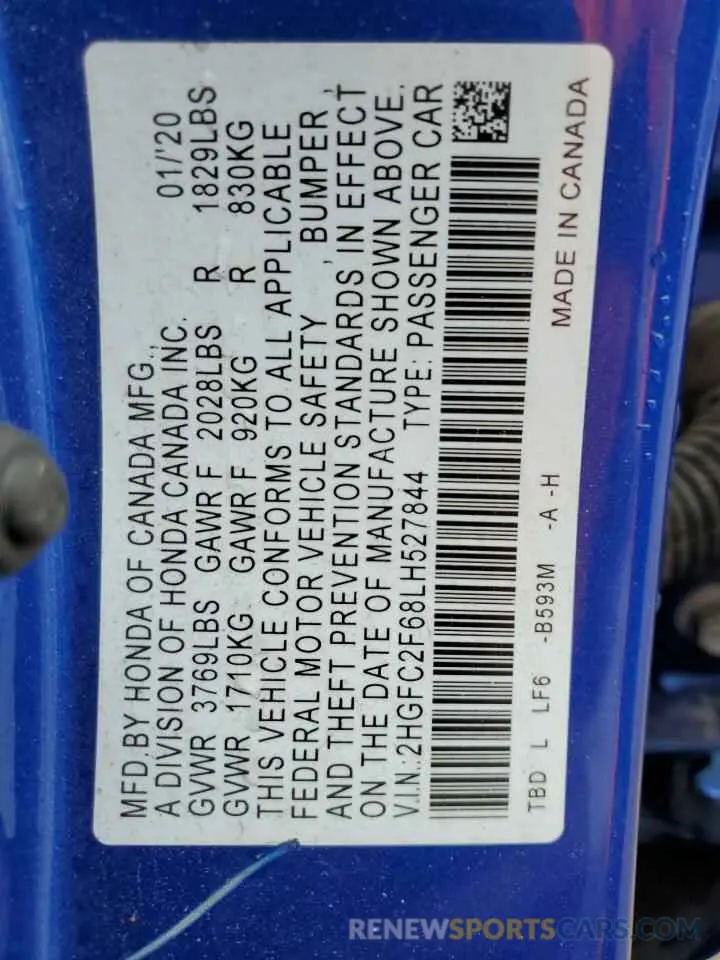 MFD.BY HONDA OF CANADA MFG., 01/'20
A DIVISION OF HONDA CANADA INC.
GVWR 3769LBS GAWR F 2028LBS R 1829LBS
GVWR 1710KG GAWR F 920KG R 830KG
THIS VEHICLE CONFORMS TO ALL APPLICABLE
FEDERAL MOTOR VEHICLE SAFETY , BUMPER ,
AND THEFT PREVENTION STANDARDS IN EFFECT
ON THE DATE OF MANUFACTURE SHOWN ABOVE.
V.I.N.:2HGFC2F68LH527844 TYPE: PASSENGER CAR
TBD L LF6 -B593M -A -H
MADE IN CANADA
RENEWSPORTSCARS.COM